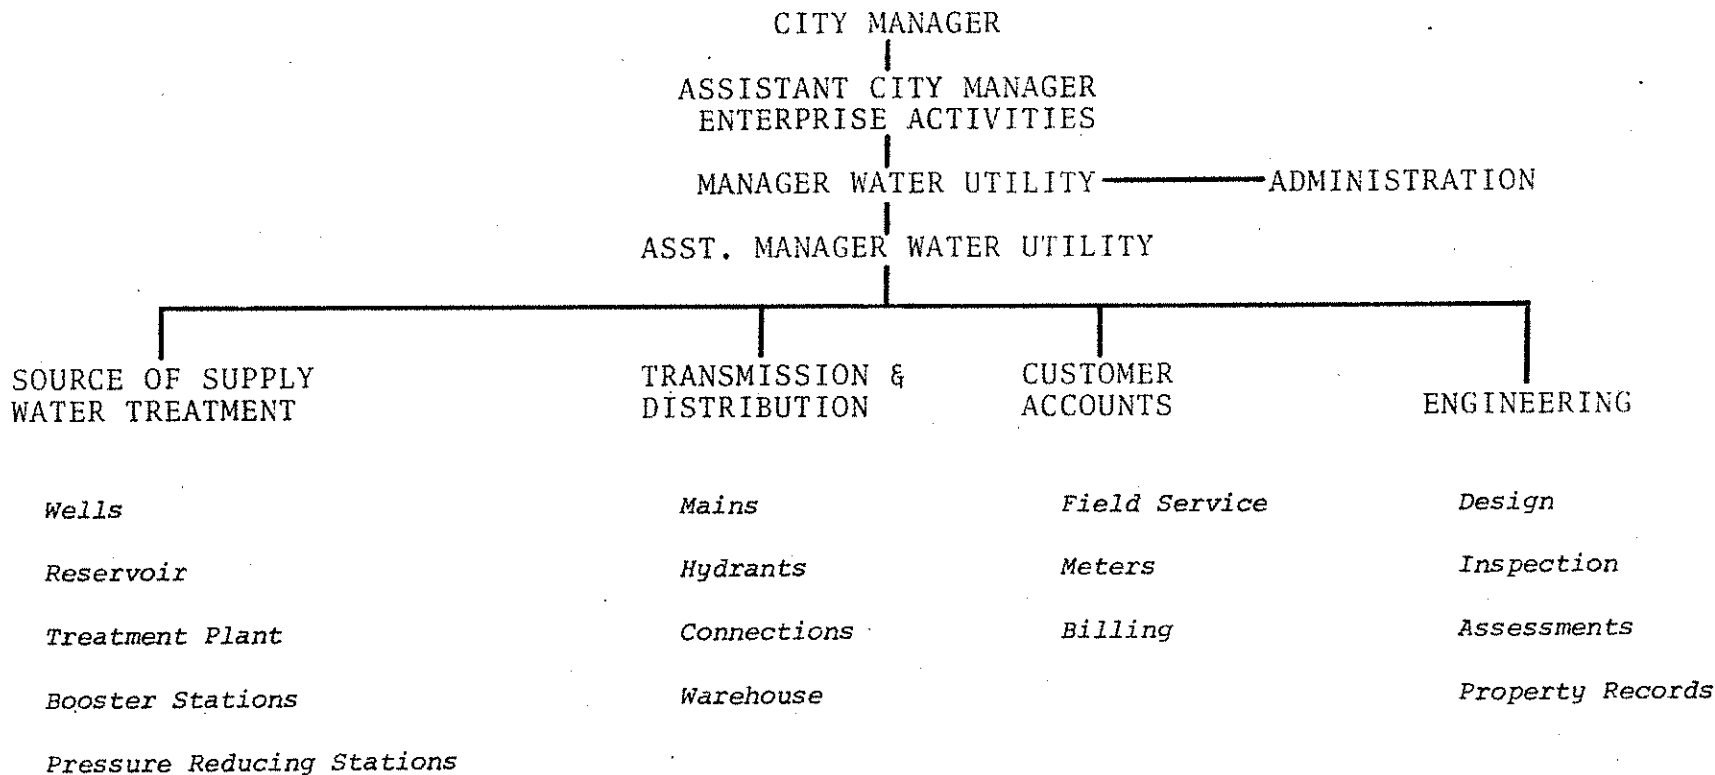 CITY MANAGER
ASSISTANT CITY MANAGER
ENTERPRISE ACTIVITIES
MANAGER WATER UTILITY
ADMINISTRATION
ASST. MANAGER WATER UTILITY
SOURCE OF SUPPLY
WATER TREATMENT
Wells
Reservoir
Treatment Plant
Booster Stations
Pressure Reducing Stations
TRANSMISSION &
DISTRIBUTION
Mains
Hydrants
Connections
Warehouse
CUSTOMER
ACCOUNTS
Field Service
Meters
Billing
ENGINEERING
Design
Inspection
Assessments
Property Records